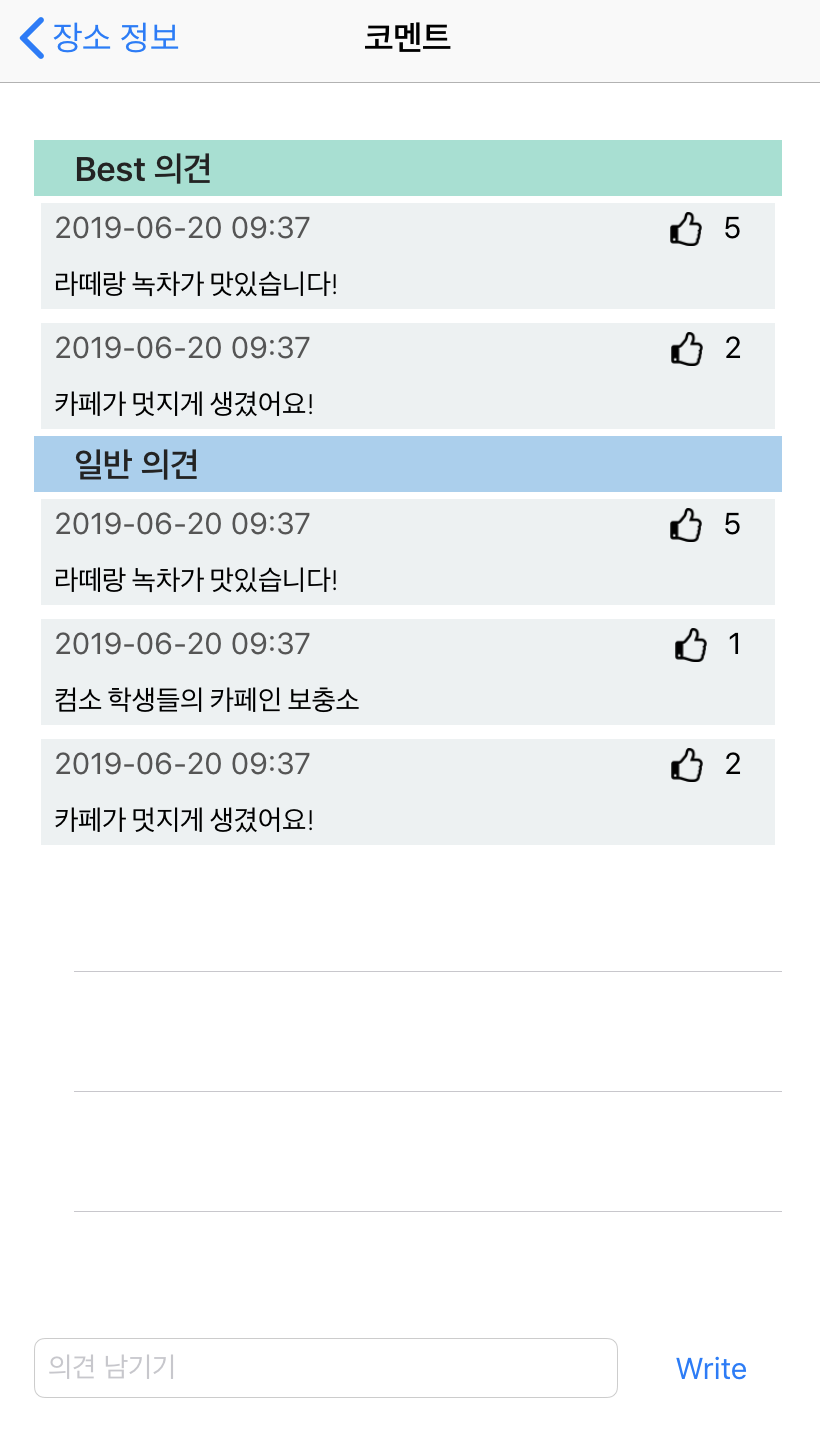 장소 정보
코멘트
Best 의견
2019-06-20 09:37 5
라떼랑 녹차가 맛있습니다!
2019-06-20 09:37 2
카페가 멋지게 생겼어요!
일반 의견
2019-06-20 09:37 5
라떼랑 녹차가 맛있습니다!
2019-06-20 09:37 1
컴소 학생들의 카페인 보충소
2019-06-20 09:37 2
카페가 멋지게 생겼어요!
의견 남기기 Write